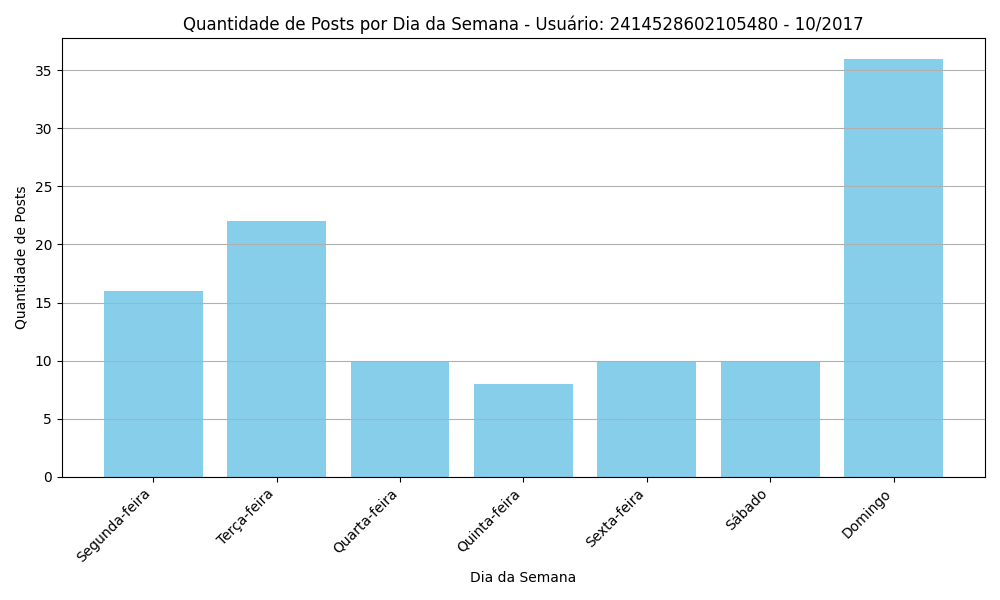 Quantidade de Posts por Dia da Semana - Usuário: 2414528602105480 - 10/2017
Quantidade de Posts
35
30
25
20
15
10
5
0
Segunda-feira
Terça-feira
Quarta-feira
Quinta-feira
Sexta-feira
Sábado
Domingo
Dia da Semana